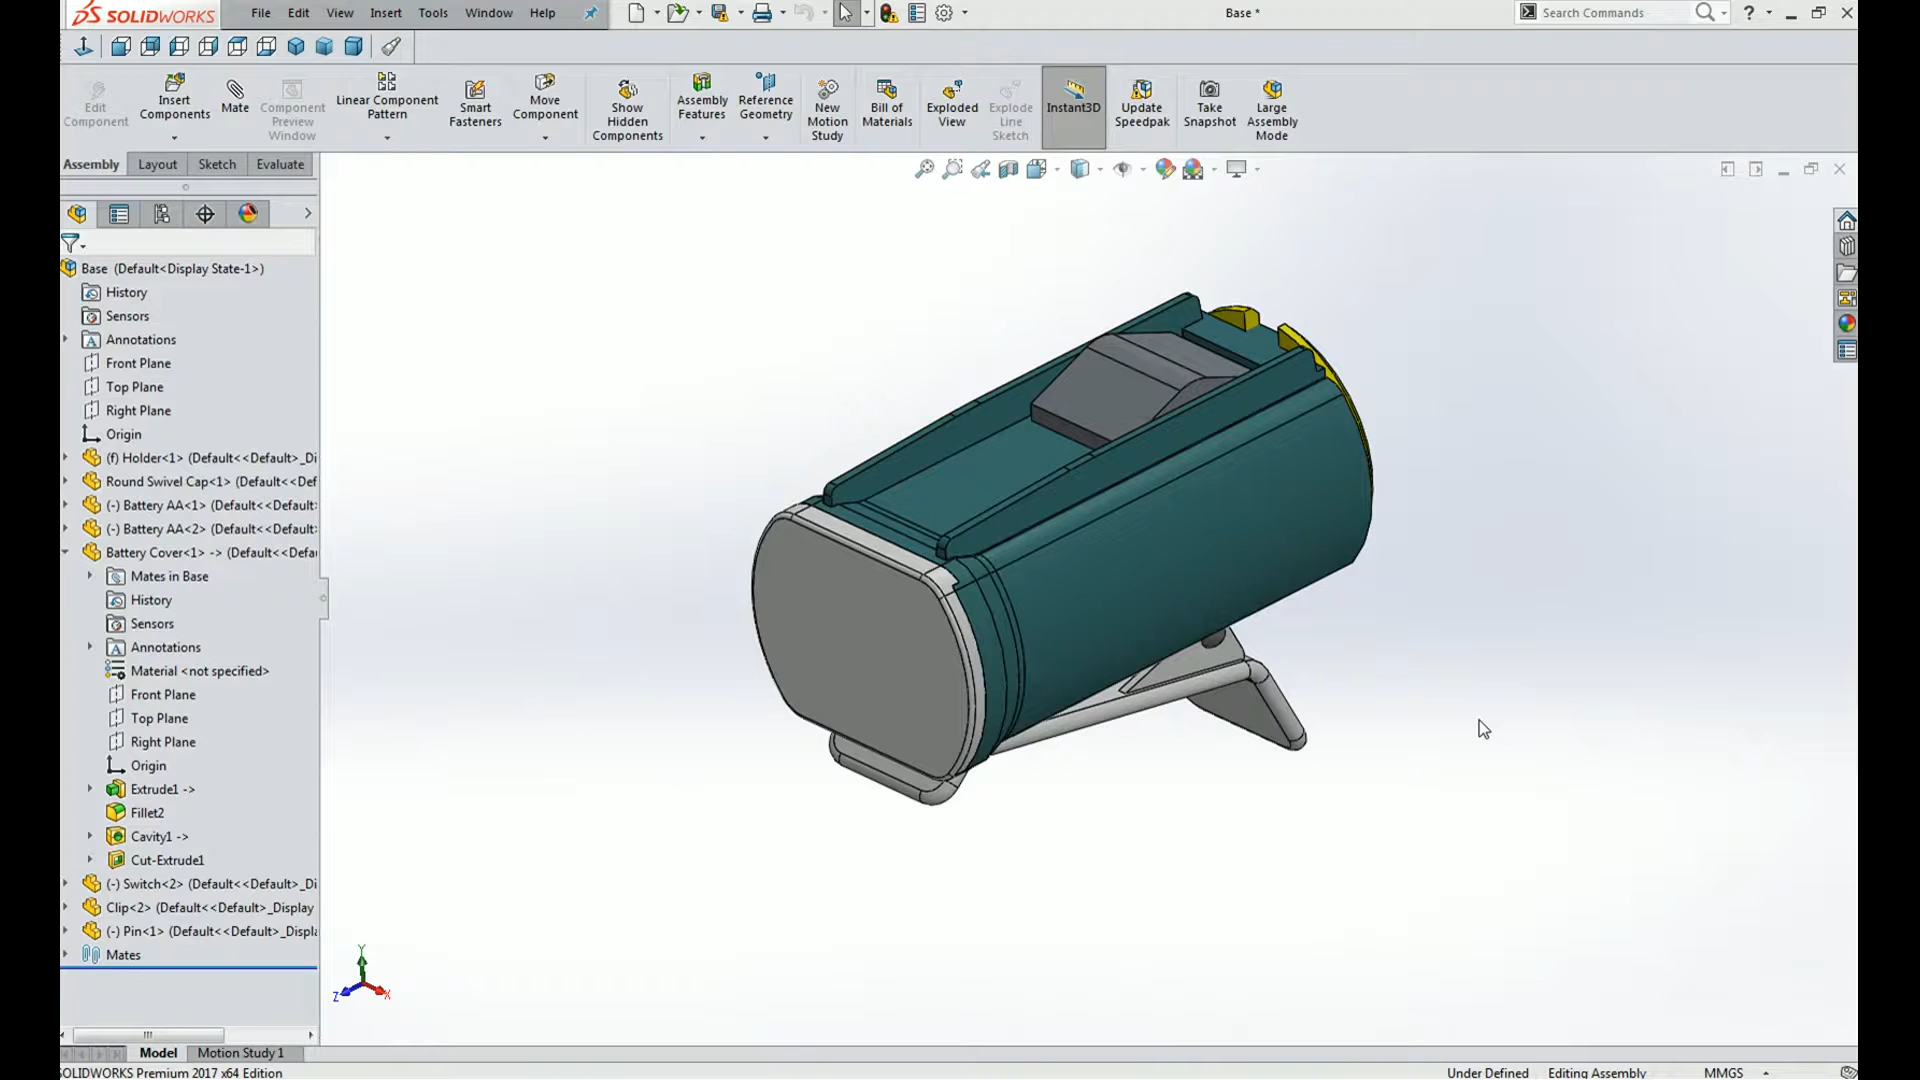 SOLIDWORKS File Edit View Insert Tools Window Help Base * Search Commands ?
Edit Component
Insert Components
Mate
Component Preview Window
Linear Component Pattern
Smart Fasteners
Move Component
Show Hidden Components
Assembly Features
Reference Geometry
New Motion Study
Bill of Materials
Exploded View
Explode Line Sketch
Instant3D
Update Speedpak
Take Snapshot
Large Assembly Mode
Assembly Layout Sketch Evaluate
Base (Default<Display State-1>)
History
Sensors
Annotations
Front Plane
Top Plane
Right Plane
Origin
(f) Holder<1> (Default<<Default>_Di
Round Swivel Cap<1> (Default<<Def
(-) Battery AA<1> (Default<<Default:
(-) Battery AA<2> (Default<<Default:
Battery Cover<1> -> (Default<<Defa
Mates in Base
History
Sensors
Annotations
Material <not specified>
Front Plane
Top Plane
Right Plane
Origin
Extrude1 ->
Fillet2
Cavity1 ->
Cut-Extrude1
(-) Switch<2> (Default<<Default>_Di
Clip<2> (Default<<Default>_Display
(-) Pin<1> (Default<<Default>_Displ
Mates
Y
Z X
Model Motion Study 1
SOLIDWORKS Premium 2017 x64 Edition Under Defined Editing Assembly MMGS